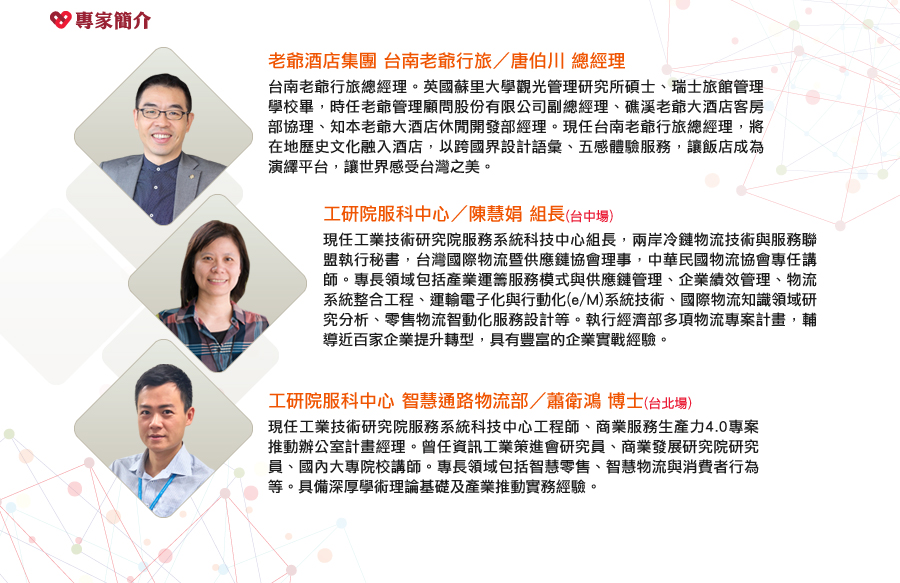 專家簡介
老爺酒店集團 台南老爺行旅／唐伯川 總經理
台南老爺行旅總經理。英國蘇里大學觀光管理研究所碩士、瑞士旅館管理
學校畢，時任老爺管理顧問股份有限公司副總經理、礁溪老爺大酒店客房
部協理、知本老爺大酒店休閒開發部經理。現任台南老爺行旅總經理，將
在地歷史文化融入酒店，以跨國界設計語彙、五感體驗服務，讓飯店成為
演繹平台，讓世界感受台灣之美。
工研院服科中心／陳慧娟 組長(台中場)
現任工業技術研究院服務系統科技中心組長，兩岸冷鏈物流技術與服務聯
盟執行秘書，台灣國際物流暨供應鏈協會理事，中華民國物流協會專任講
師。專長領域包括產業運籌服務模式與供應鏈管理、企業績效管理、物流
系統整合工程、運輸電子化與行動化(e/M)系統技術、國際物流知識領域研
究分析、零售物流智動化服務設計等。執行經濟部多項物流專案計畫，輔
導近百家企業提升轉型，具有豐富的企業實戰經驗。
工研院服科中心 智慧通路物流部／蕭衛鴻 博士(台北場)
現任工業技術研究院服務系統科技中心工程師、商業服務生產力4.0專案
推動辦公室計畫經理。曾任資訊工業策進會研究員、商業發展研究院研究
員、國內大專院校講師。專長領域包括智慧零售、智慧物流與消費者行為
等。具備深厚學術理論基礎及產業推動實務經驗。